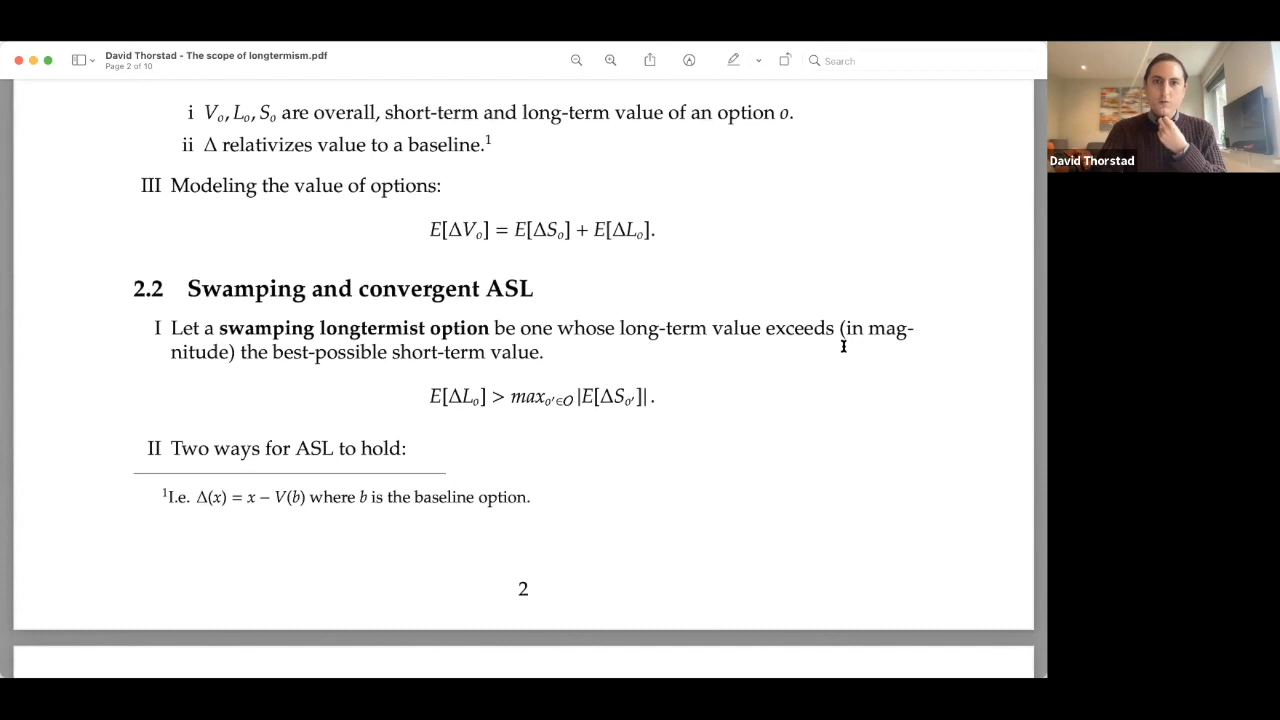 David Thorstad - The scope of longtermism.pdf
Page 2 of 10
Search
i V_o, L_o, S_o are overall, short-term and long-term value of an option o.
ii Δ relativizes value to a baseline.¹
III Modeling the value of options:
E[ΔV_o] = E[ΔS_o] + E[ΔL_o].
2.2 Swamping and convergent ASL
I Let a swamping longtermist option be one whose long-term value exceeds (in mag-
nitude) the best-possible short-term value.
E[ΔL_o] > max_{o′∈O} |E[ΔS_{o′}]|.
II Two ways for ASL to hold:
¹I.e. Δ(x) = x − V(b) where b is the baseline option.
2
David Thorstad